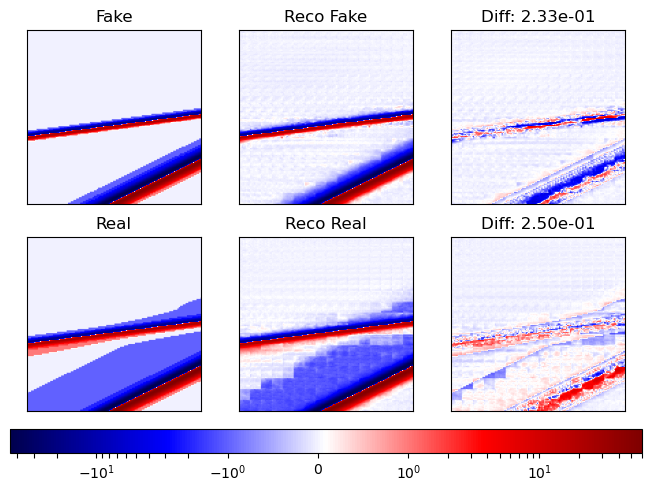 Fake Reco Fake Diff: 2.33e-01
Real Reco Real Diff: 2.50e-01
−10¹ −10⁰ 0 10⁰ 10¹